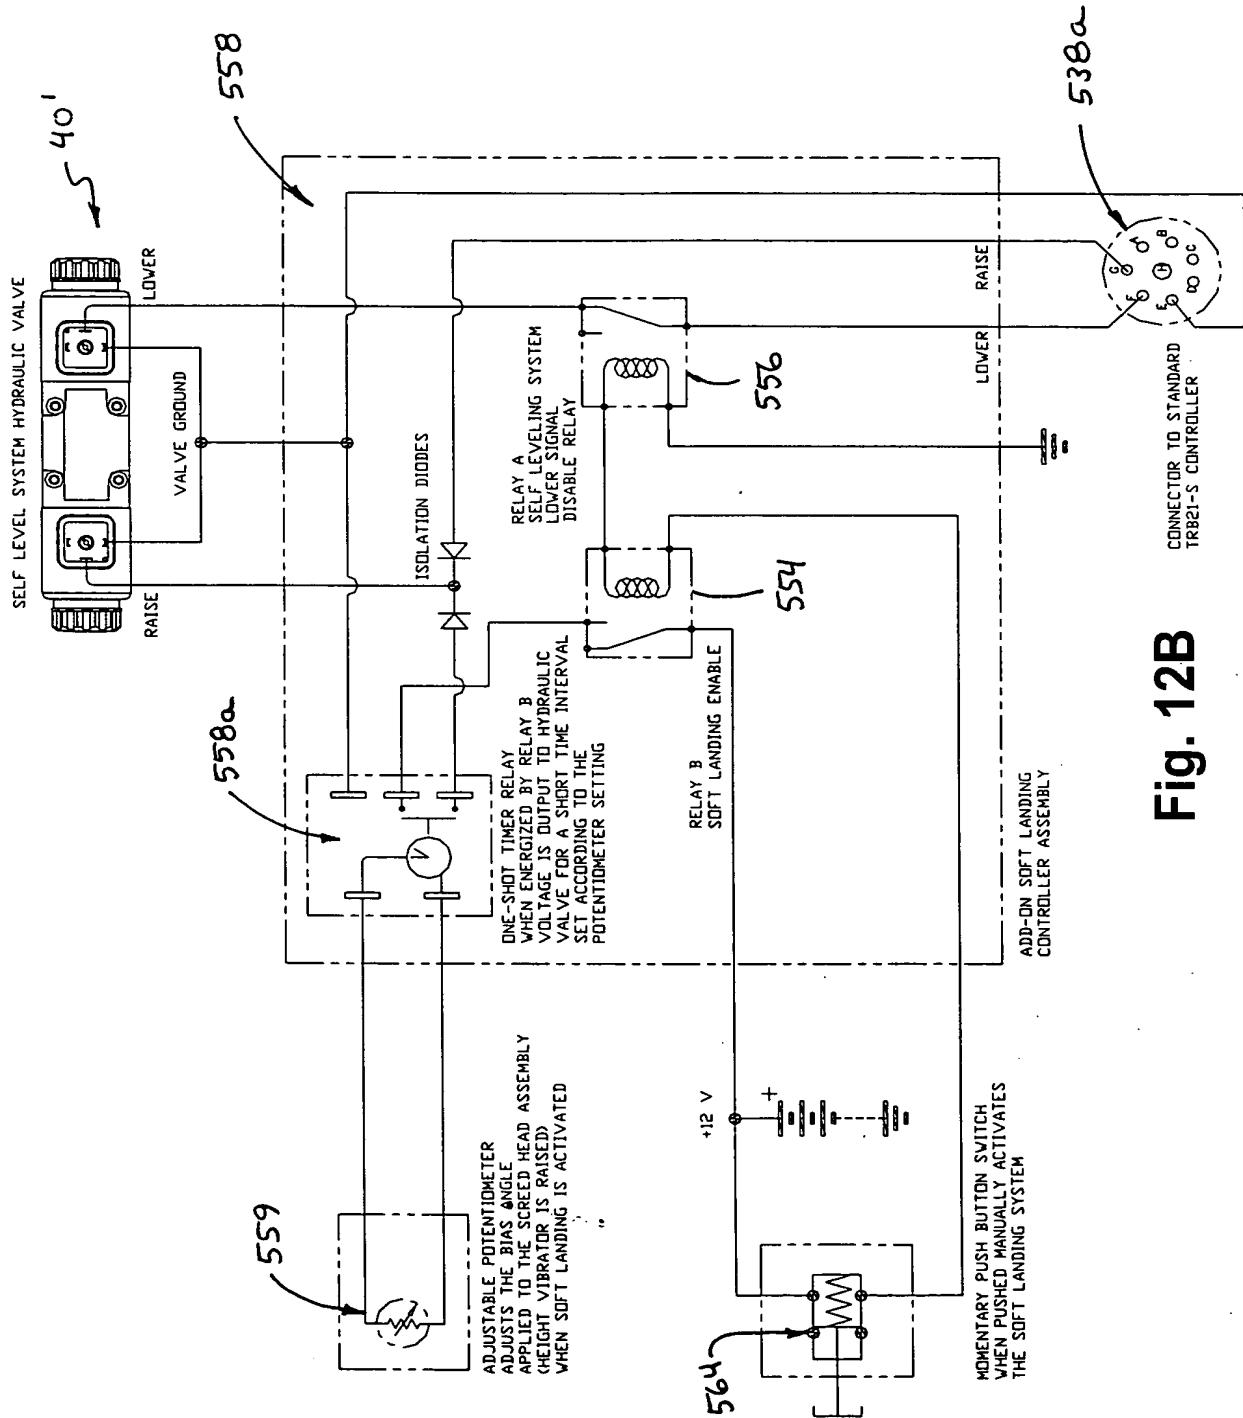 SELF LEVEL SYSTEM HYDRAULIC VALVE
40'
RAISE
VALVE GROUND
LOWER
558
558a
ISOLATION DIODES
ONE-SHOT TIMER RELAY
WHEN ENERGIZED BY RELAY B
VOLTAGE IS OUTPUT TO HYDRAULIC
VALVE FOR A SHORT TIME INTERVAL
SET ACCORDING TO THE
POTENTIOMETER SETTING
RELAY A
SELF LEVELING SYSTEM
LOWER SIGNAL
DISABLE RELAY
556
554
RELAY B
SOFT LANDING ENABLE
LOWER
RAISE
559
ADJUSTABLE POTENTIOMETER
ADJUSTS THE BIAS ANGLE
APPLIED TO THE SCREED HEAD ASSEMBLY
(HEIGHT VIBRATOR IS RAISED)
WHEN SOFT LANDING IS ACTIVATED
+12 V
+
564
MOMENTARY PUSH BUTTON SWITCH
WHEN PUSHED MANUALLY ACTIVATES
THE SOFT LANDING SYSTEM
ADD-ON SOFT LANDING
CONTROLLER ASSEMBLY
538a
G
A
F
H
B
E
D
C
CONNECTOR TO STANDARD
TRB21-S CONTROLLER
Fig. 12B